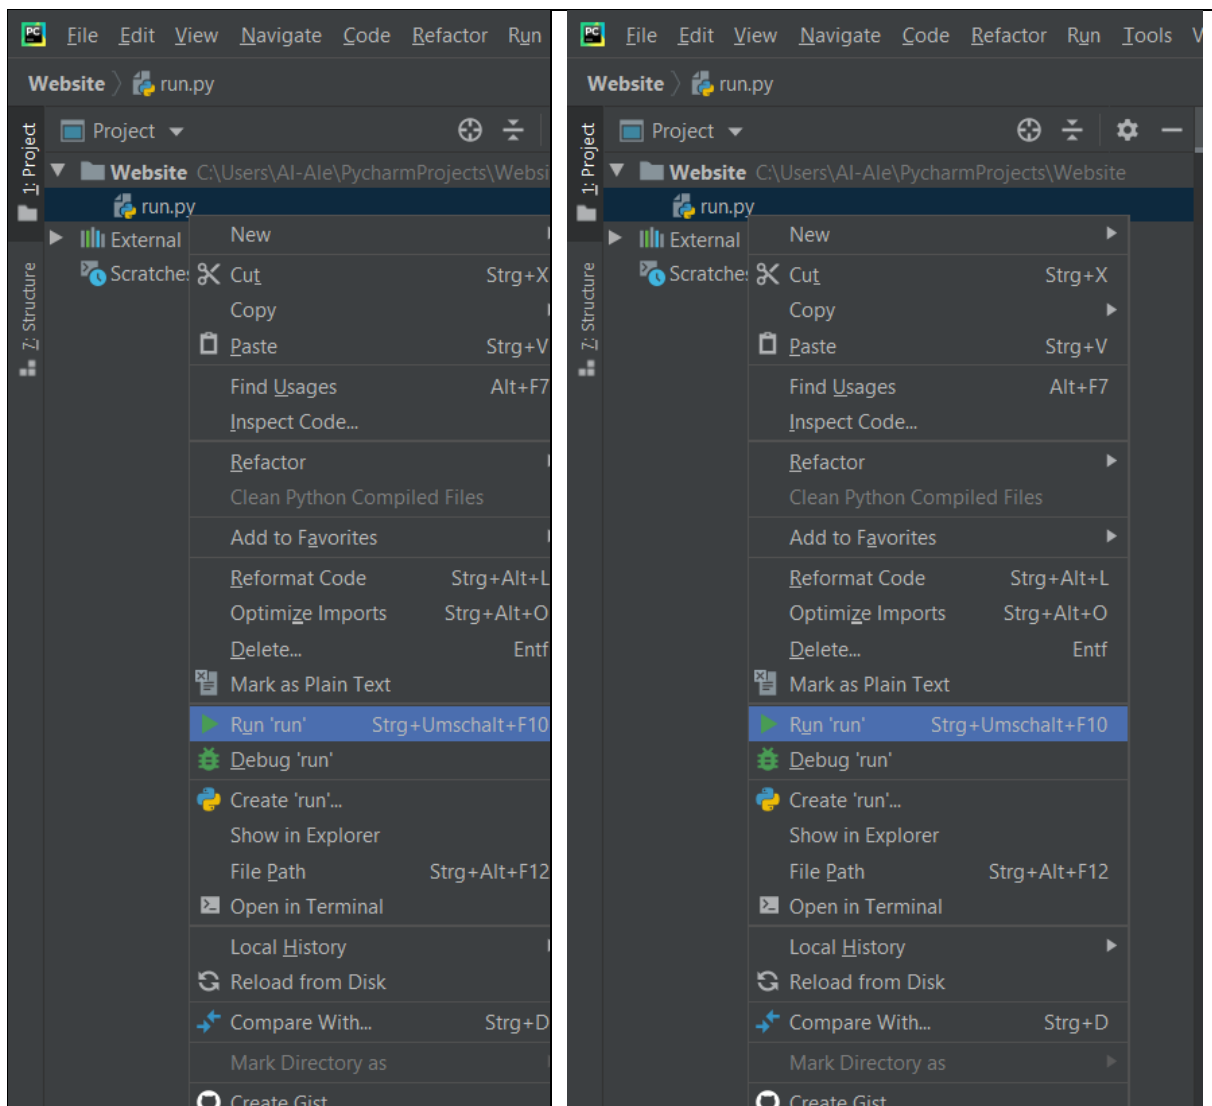 PC File Edit View Navigate Code Refactor Run
Website run.py
1: Project
7: Structure
Project
Website C:\Users\Al-Ale\PycharmProjects\Websi
run.py
External
Scratches
New
Cut Strg+X
Copy
Paste Strg+V
Find Usages Alt+F7
Inspect Code...
Refactor
Clean Python Compiled Files
Add to Favorites
Reformat Code Strg+Alt+L
Optimize Imports Strg+Alt+O
Delete... Entf
Mark as Plain Text
Run 'run' Strg+Umschalt+F10
Debug 'run'
Create 'run'...
Show in Explorer
File Path Strg+Alt+F12
Open in Terminal
Local History
Reload from Disk
Compare With... Strg+D
Mark Directory as
Create Gist
PC File Edit View Navigate Code Refactor Run Tools V
Website run.py
1: Project
7: Structure
Project
Website C:\Users\Al-Ale\PycharmProjects\Website
run.py
External
Scratches
New
Cut Strg+X
Copy
Paste Strg+V
Find Usages Alt+F7
Inspect Code...
Refactor
Clean Python Compiled Files
Add to Favorites
Reformat Code Strg+Alt+L
Optimize Imports Strg+Alt+O
Delete... Entf
Mark as Plain Text
Run 'run' Strg+Umschalt+F10
Debug 'run'
Create 'run'...
Show in Explorer
File Path Strg+Alt+F12
Open in Terminal
Local History
Reload from Disk
Compare With... Strg+D
Mark Directory as
Create Gist